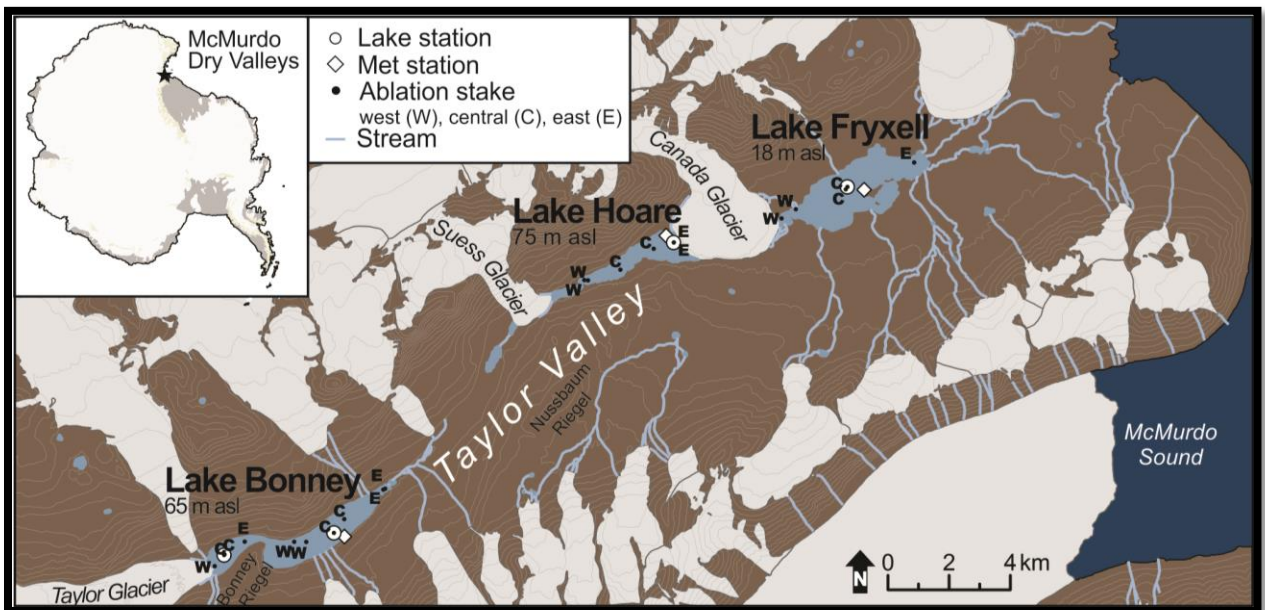 McMurdo
Dry Valleys
Lake station
Met station
Ablation stake
west (W), central (C), east (E)
Stream
Lake Fryxell
18 m asl
E
C
C
W
W
Canada Glacier
Lake Hoare
75 m asl
E
E
C
C
W
W
Suess Glacier
Taylor Valley
Nussbaum
Riegel
McMurdo
Sound
Lake Bonney
65 m asl
E
E
C
C
W W
E
C
C
W
Bonney
Riegel
Taylor Glacier
N
0 2 4 km